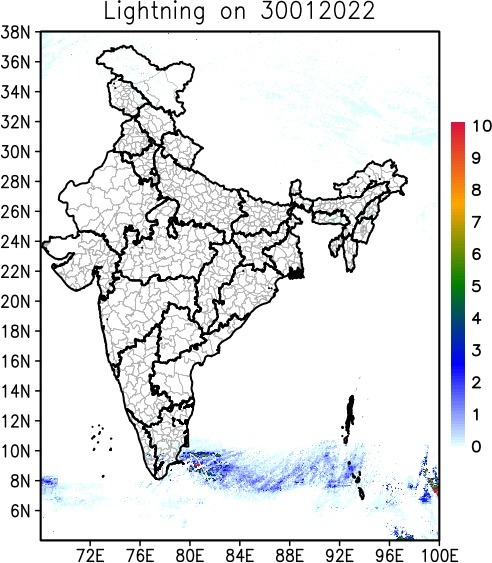 Lightning on 30012022
38N
36N
34N
32N
30N
28N
26N
24N
22N
20N
18N
16N
14N
12N
10N
8N
6N
72E 76E 80E 84E 88E 92E 96E 100E
10
9
8
7
6
5
4
3
2
1
0